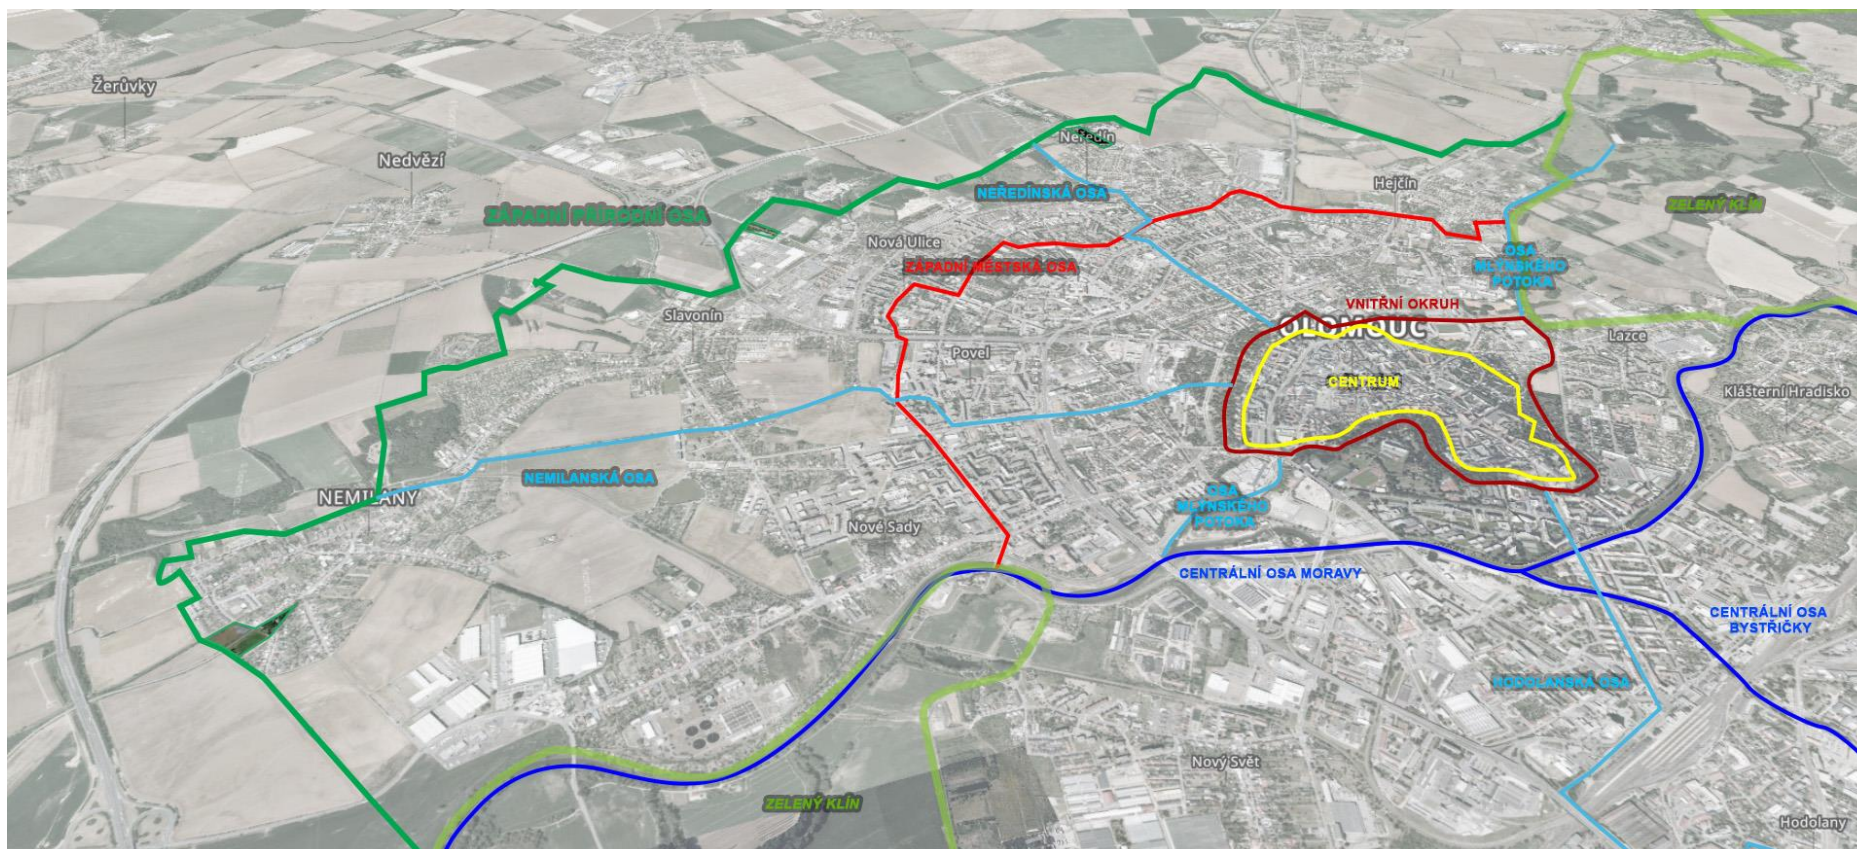 Žerůvky
Neředín
Nedvězí
NEŘEDÍNSKÁ OSA
Hejčín
ZÁPADNÍ PŘÍRODNÍ OSA
ZELENÝ KLÍN
Nová Ulice
ZÁPADNÍ MĚSTSKÁ OSA
OSA
MLÝNSKÉHO
POTOKA
VNITŘNÍ OKRUH
Slavonín
OLOMOUC
Lazce
Povel
CENTRUM
Klášterní Hradisko
NEMILANSKÁ OSA
NEMILANY
OSA
MLÝNSKÉHO
POTOKA
Nové Sady
CENTRÁLNÍ OSA MORAVY
CENTRÁLNÍ OSA
BYSTŘIČKY
HODOLANSKÁ OSA
Nový Svět
ZELENÝ KLÍN
Hodolany